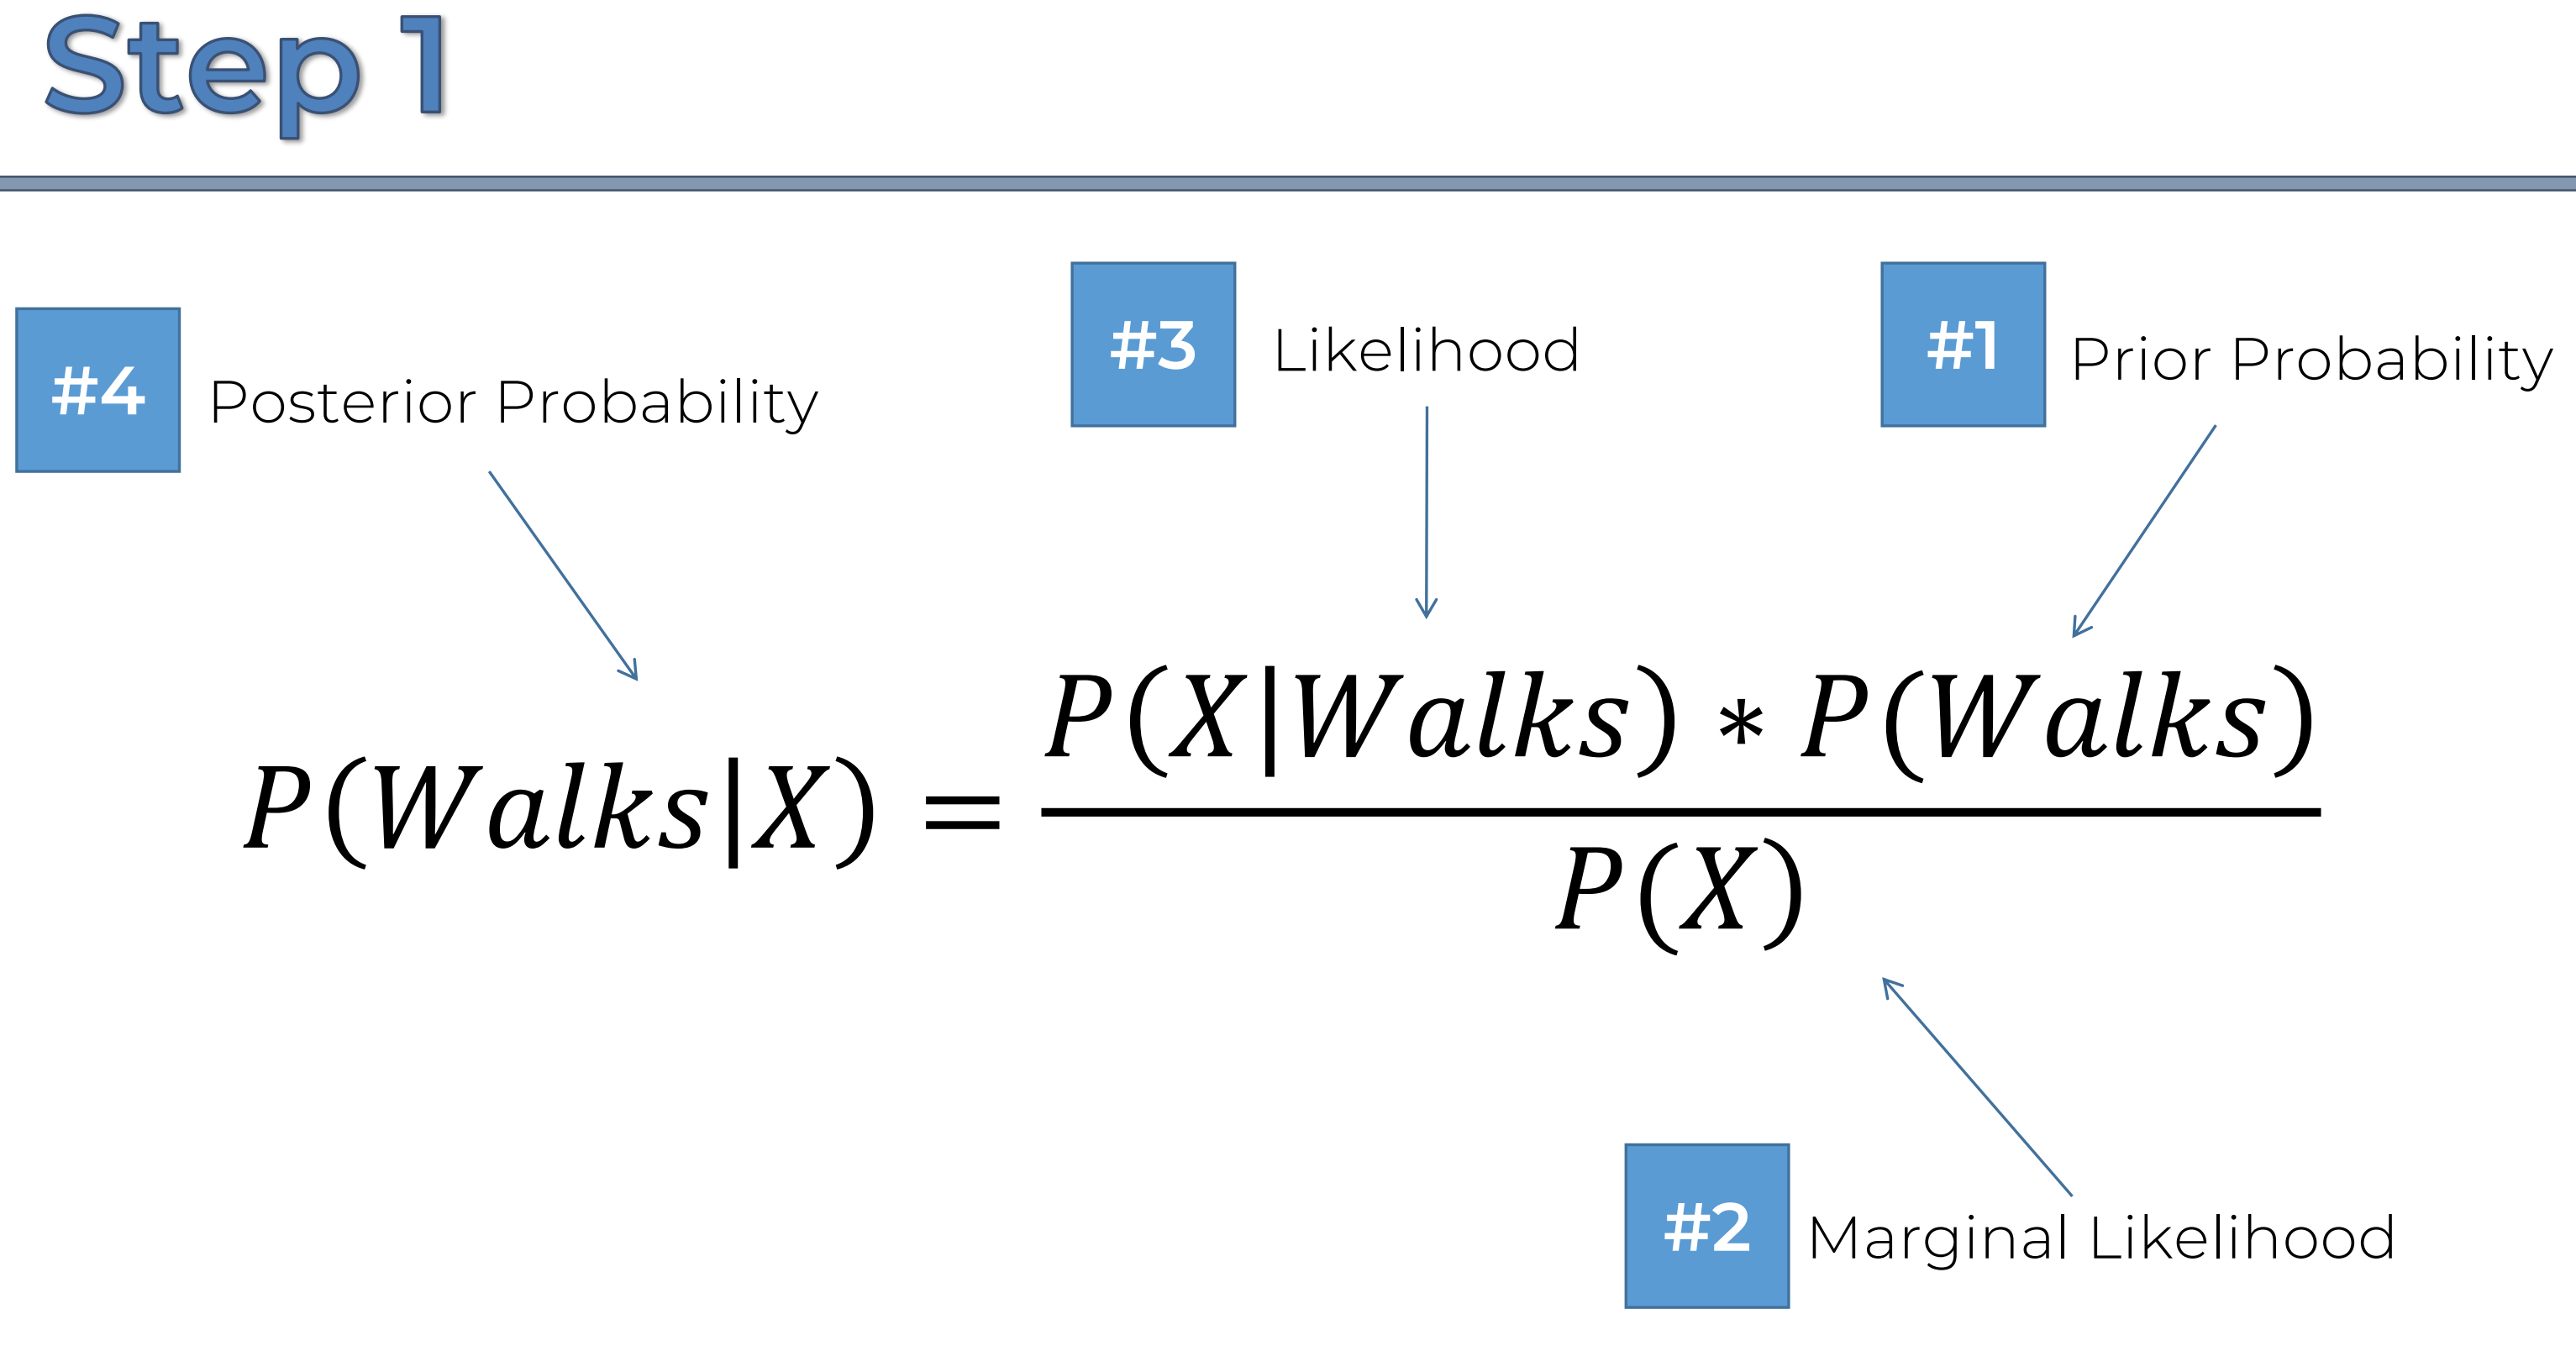 Step 1
#4 Posterior Probability
#3 Likelihood
#1 Prior Probability
P(Walks|X) = P(X|Walks) * P(Walks)
P(X)
#2 Marginal Likelihood